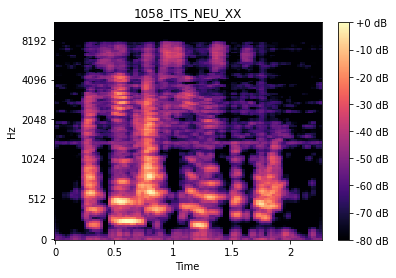 1058_ITS_NEU_XX
8192
4096
2048
1024
512
0
Hz
0 0.5 1 1.5 2
Time
+0 dB
-10 dB
-20 dB
-30 dB
-40 dB
-50 dB
-60 dB
-70 dB
-80 dB